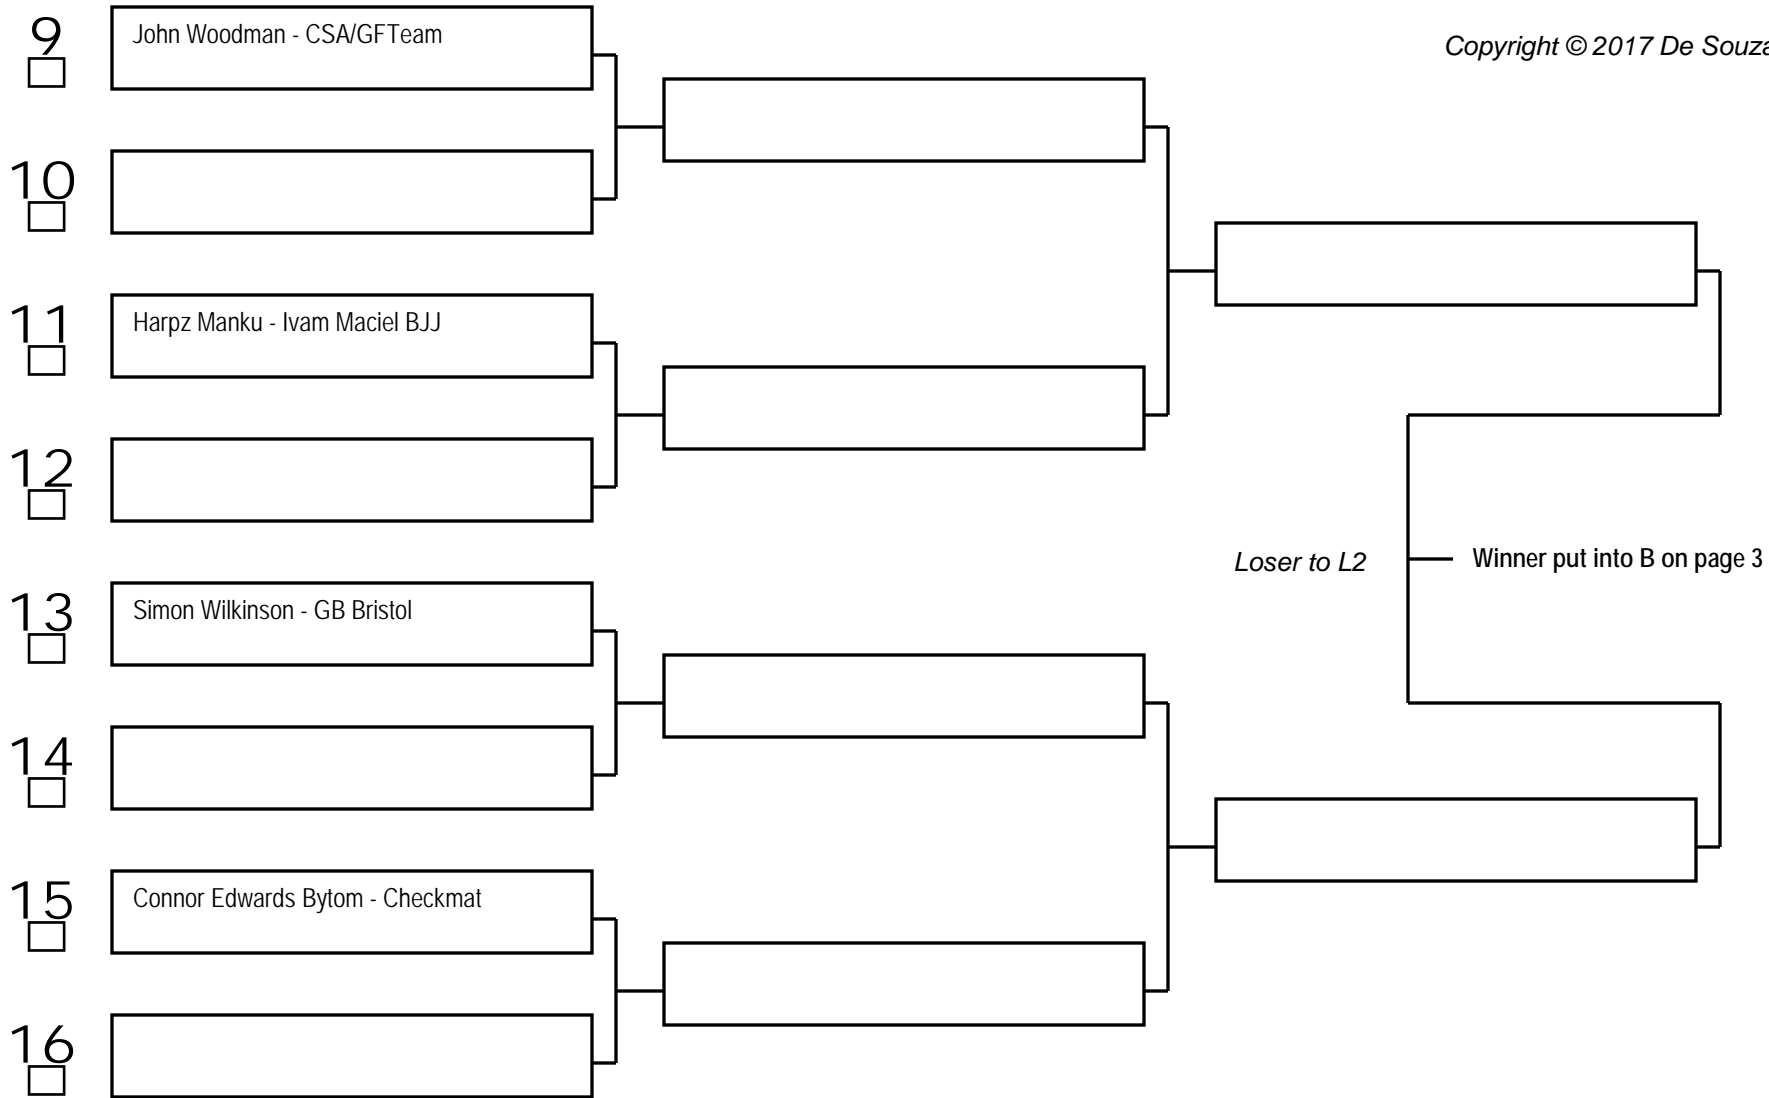 9
John Woodman - CSA/GFTeam
Copyright © 2017 De Souza
10
11
Harpz Manku - Ivam Maciel BJJ
12
Loser to L2
Winner put into B on page 3
13
Simon Wilkinson - GB Bristol
14
15
Connor Edwards Bytom - Checkmat
16